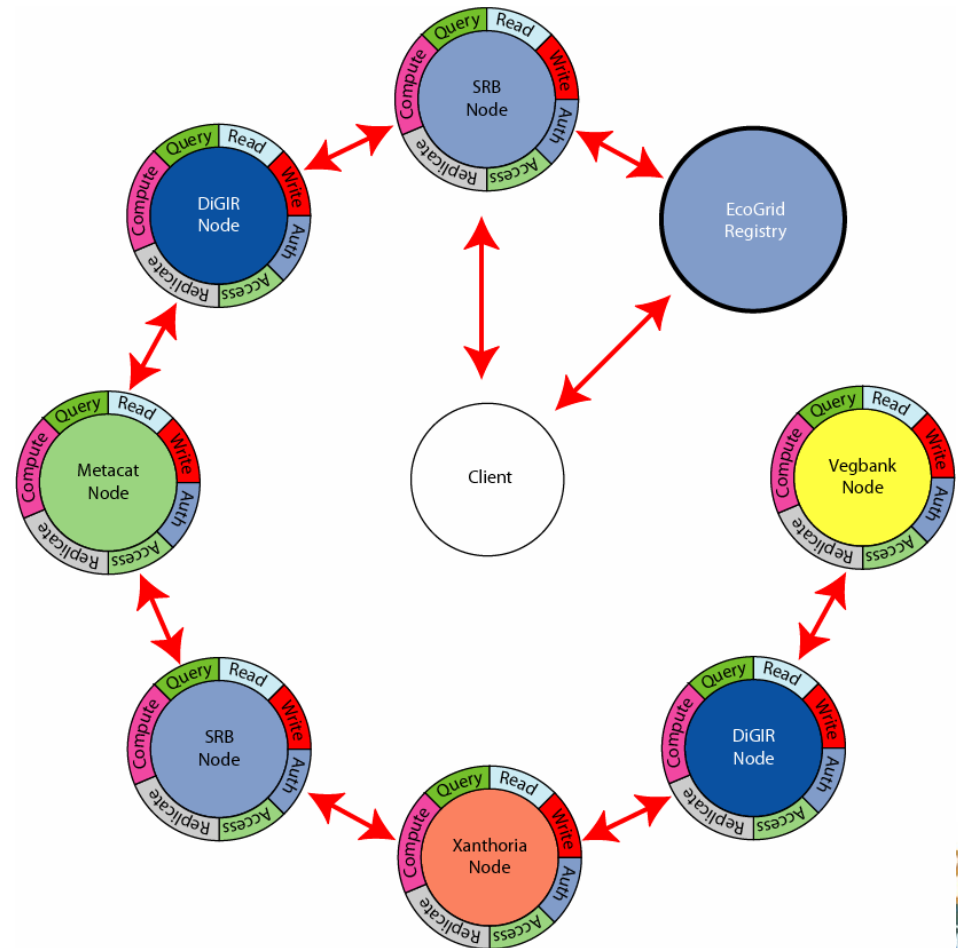 Query
Read
Write
Auth
Access
Replicate
Compute
SRB
Node
Query
Read
Write
Auth
Access
Replicate
Compute
DiGIR
Node
EcoGrid
Registry
Query
Read
Write
Auth
Access
Replicate
Compute
Metacat
Node
Client
Query
Read
Write
Auth
Access
Replicate
Compute
Vegbank
Node
Query
Read
Write
Auth
Access
Replicate
Compute
SRB
Node
Query
Read
Write
Auth
Access
Replicate
Compute
DiGIR
Node
Query
Read
Write
Auth
Access
Replicate
Compute
Xanthoria
Node